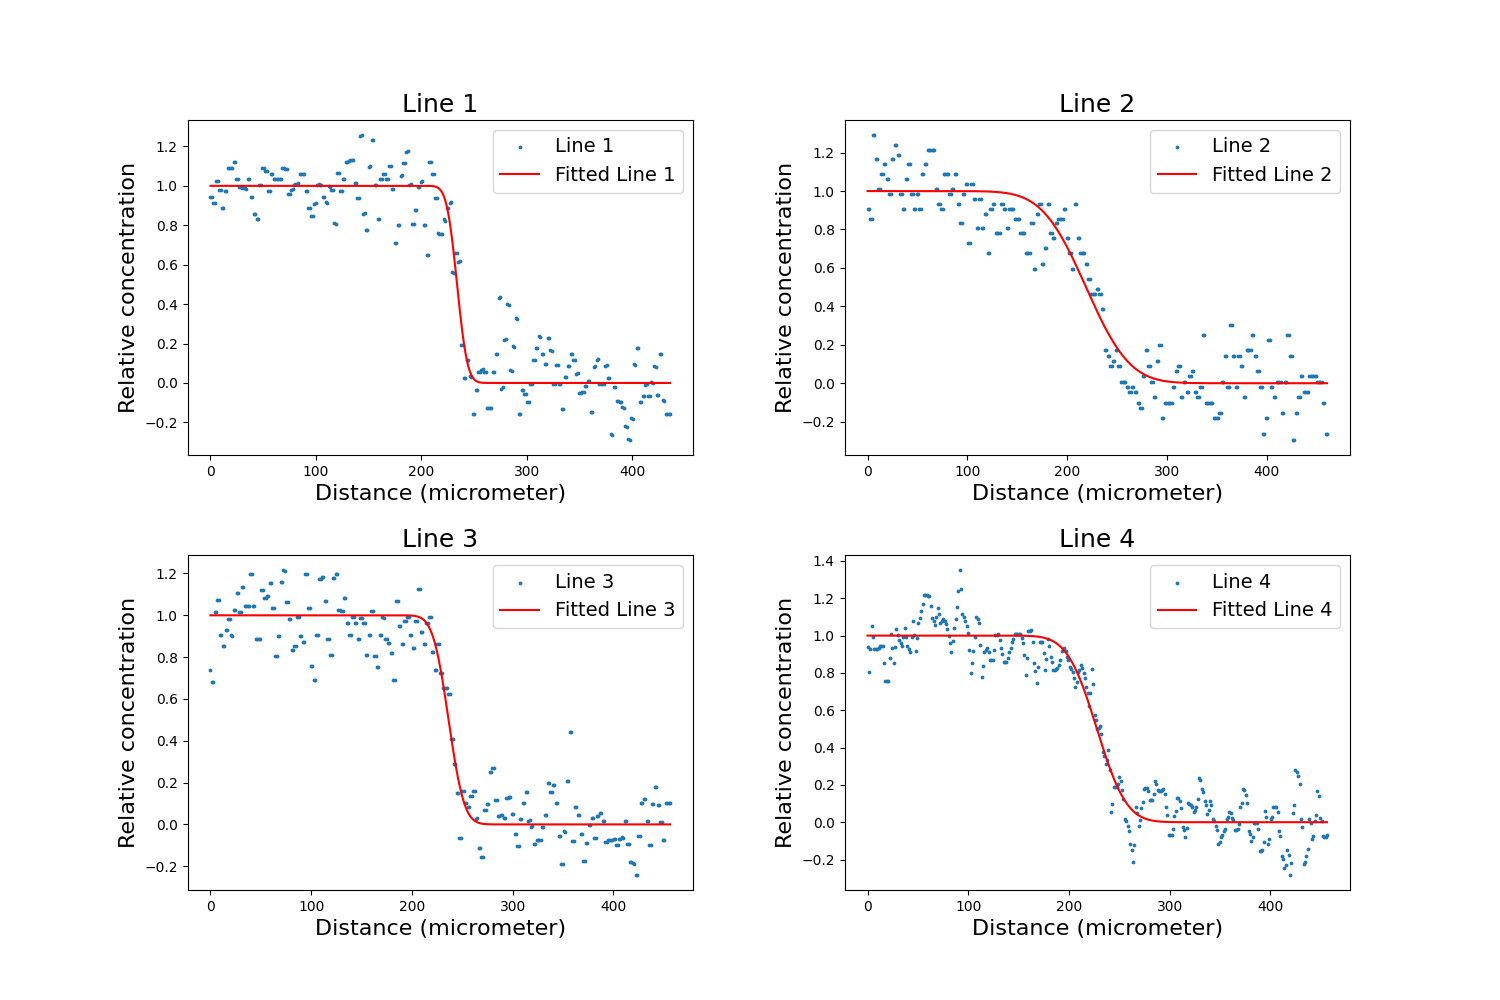 Line 1
Relative concentration
1.2
1.0
0.8
0.6
0.4
0.2
0.0
−0.2
Line 1
Fitted Line 1
0 100 200 300 400
Distance (micrometer)
Line 2
Relative concentration
1.2
1.0
0.8
0.6
0.4
0.2
0.0
−0.2
Line 2
Fitted Line 2
0 100 200 300 400
Distance (micrometer)
Line 3
Relative concentration
1.2
1.0
0.8
0.6
0.4
0.2
0.0
−0.2
Line 3
Fitted Line 3
0 100 200 300 400
Distance (micrometer)
Line 4
Relative concentration
1.4
1.2
1.0
0.8
0.6
0.4
0.2
0.0
−0.2
Line 4
Fitted Line 4
0 100 200 300 400
Distance (micrometer)